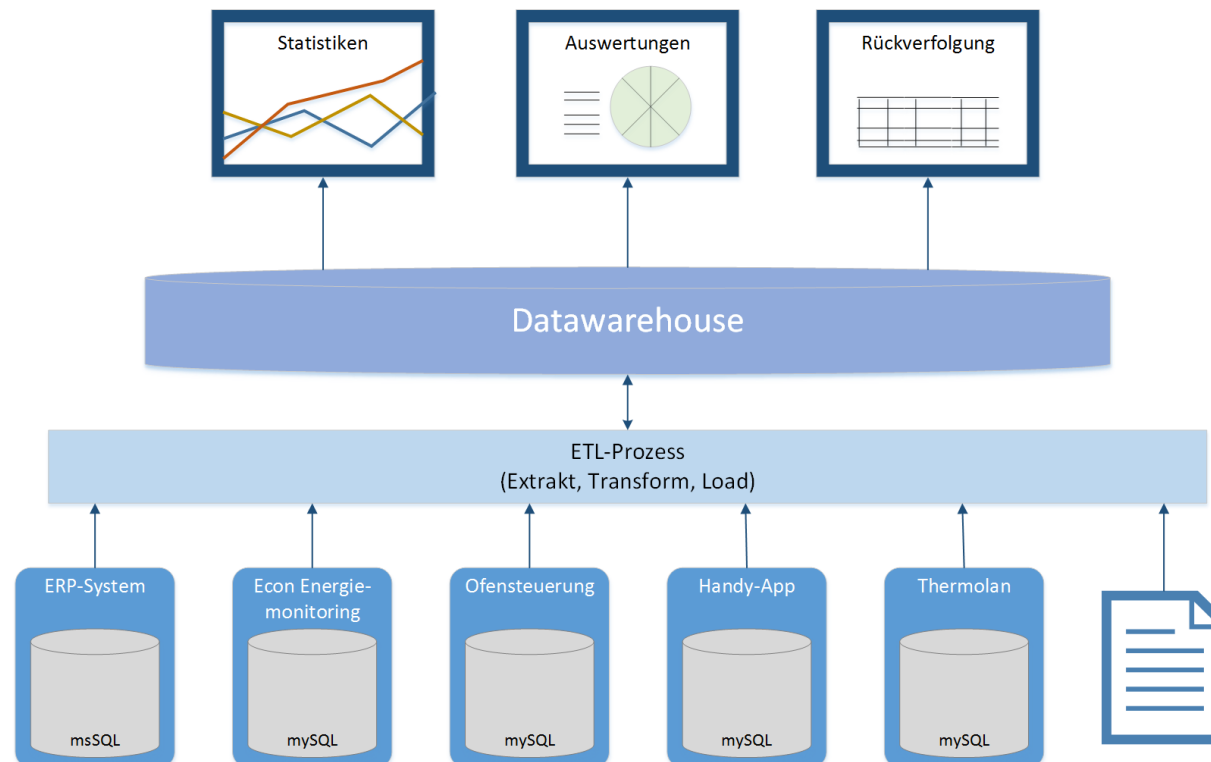 Statistiken
Auswertungen
Rückverfolgung
Datawarehouse
ETL-Prozess
(Extrakt, Transform, Load)
ERP-System
Econ Energie-
monitoring
Ofensteuerung
Handy-App
Thermolan
msSQL
mySQL
mySQL
mySQL
mySQL